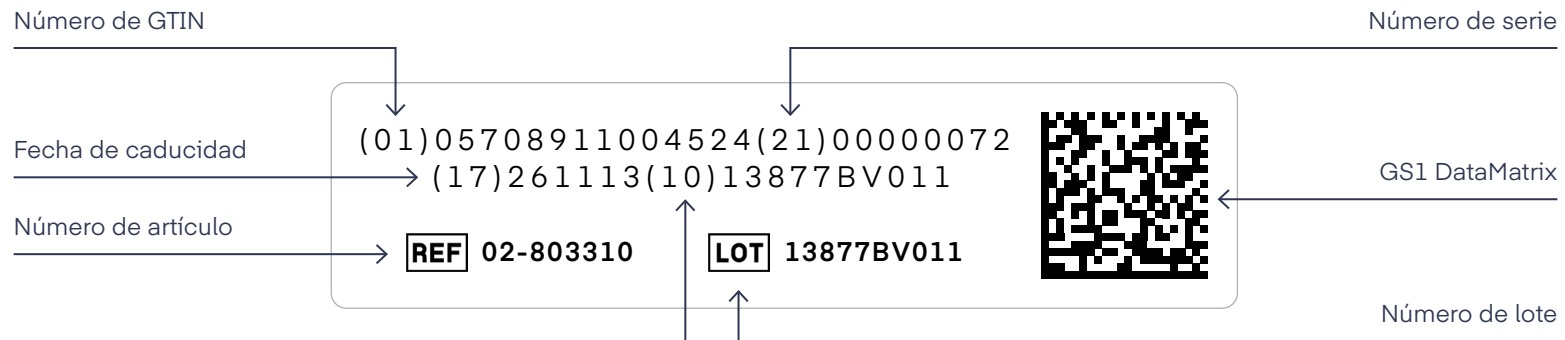 Número de GTIN
Número de serie
(01)05708911004524(21)00000072
Fecha de caducidad
(17)261113(10)13877BV011
GS1 DataMatrix
Número de artículo
REF 02-803310
LOT 13877BV011
Número de lote